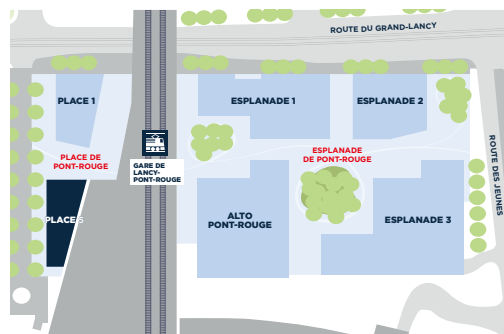 ROUTE DU GRAND-LANCY
PLACE 1
ESPLANADE 1
ESPLANADE 2
PLACE DE
PONT-ROUGE
GARE DE
LANCY-
PONT-ROUGE
ESPLANADE
DE PONT-ROUGE
ROUTE DES JEUNES
PLACE
ALTO
PONT-ROUGE
ESPLANADE 3